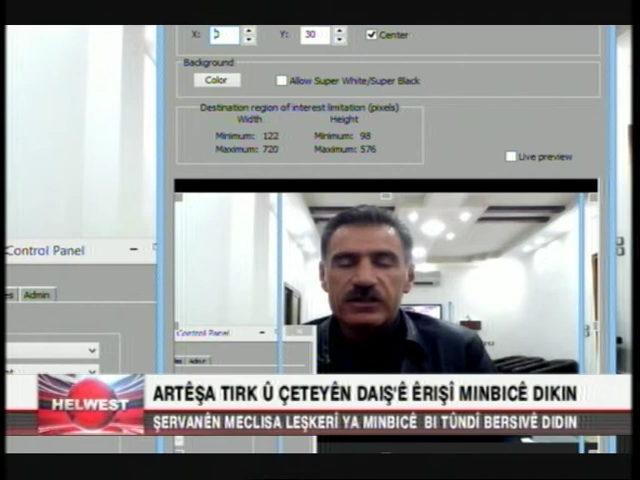 X: Y: 30 Center
Background
Color Allow Super White/Super Black
Destination region of interest limitation (pixels)
Width Height
Minimum: 122 Minimum: 98
Maximum: 720 Maximum: 576
Live preview
Control Panel
Admin
Control Panel
HELWEST
ARTÊŞA TIRK Û ÇETEYÊN DAIŞ'Ê ÊRIŞÎ MINBICÊ DIKIN
ŞERVANÊN MECLISA LEŞKERÎ YA MINBICÊ BI TÛNDÎ BERSIVÊ DIDIN